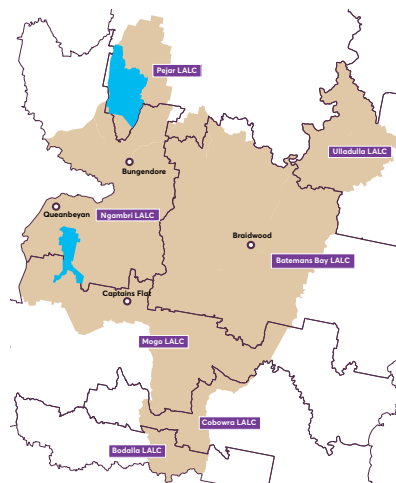 Pejar LALC
Ulladulla LALC
Bungendore
Queanbeyan
Ngambri LALC
Braidwood
Batemans Bay LALC
Captains Flat
Mogo LALC
Cobowra LALC
Bodalla LALC